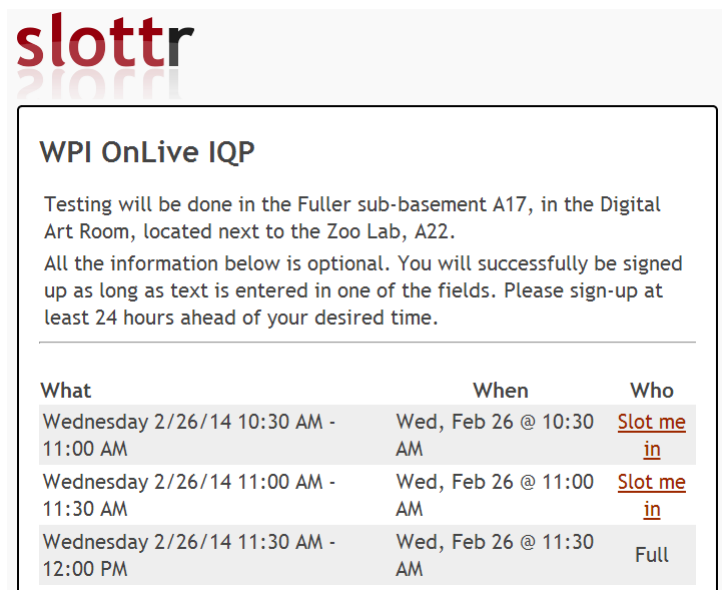 slottr
WPI OnLive IQP
Testing will be done in the Fuller sub-basement A17, in the Digital
Art Room, located next to the Zoo Lab, A22.
All the information below is optional. You will successfully be signed
up as long as text is entered in one of the fields. Please sign-up at
least 24 hours ahead of your desired time.
What When Who
Wednesday 2/26/14 10:30 AM - Wed, Feb 26 @ 10:30 Slot me
11:00 AM AM in
Wednesday 2/26/14 11:00 AM - Wed, Feb 26 @ 11:00 Slot me
11:30 AM AM in
Wednesday 2/26/14 11:30 AM - Wed, Feb 26 @ 11:30 Full
12:00 PM AM